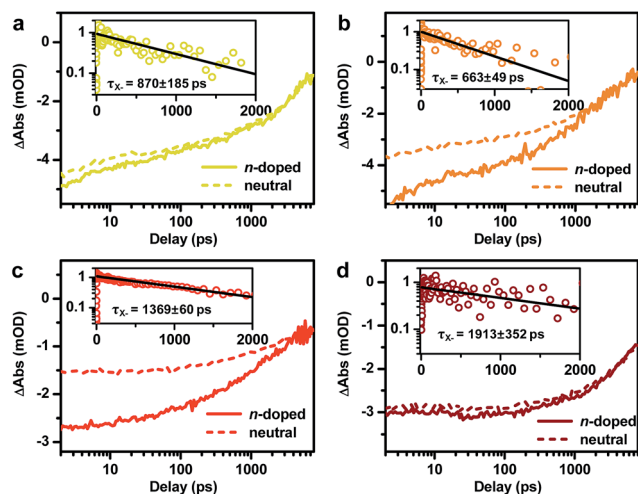 a
0
-2
-4
ΔAbs (mOD)
1
0.1
τX- = 870±185 ps
0 1000 2000
n-doped
neutral
10 100 1000
Delay (ps)
b
0
-2
-4
ΔAbs (mOD)
1
0.1
τX- = 663±49 ps
0 1000 2000
n-doped
neutral
10 100 1000
Delay (ps)
c
0
-1
-2
-3
ΔAbs (mOD)
1
0.1
τX- = 1369±60 ps
0 1000 2000
n-doped
neutral
10 100 1000
Delay (ps)
d
0
-1
-2
-3
ΔAbs (mOD)
1
0.1
τX- = 1913±352 ps
0 500 1000 1500 2000
n-doped
neutral
10 100 1000
Delay (ps)